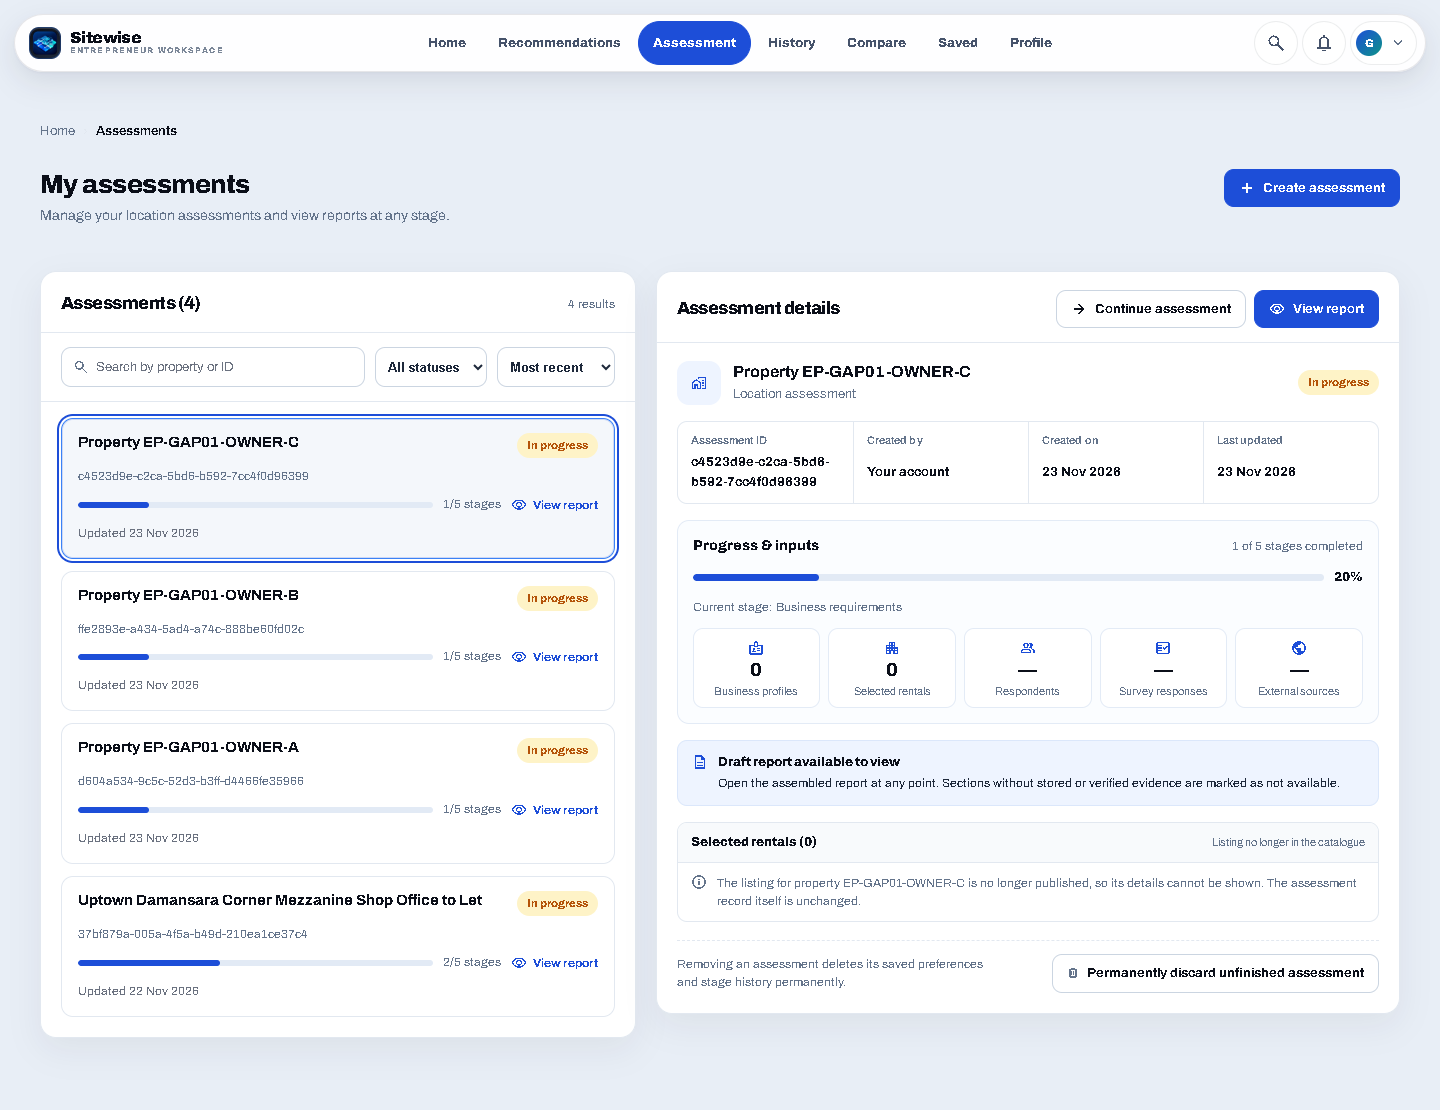 Sitewise
ENTREPRENEUR WORKSPACE
Home
Recommendations
Assessment
History
Compare
Saved
Profile
G
Home
Assessments
My assessments
Manage your location assessments and view reports at any stage.
Create assessment
Assessments (4)
4 results
Search by property or ID
All statuses
Most recent
Property EP-GAP01-OWNER-C
In progress
c4523d9e-c2ca-5bd6-b592-7cc4f0d96399
1/5 stages
View report
Updated 23 Nov 2026
Property EP-GAP01-OWNER-B
In progress
ffe2893e-a434-5ad4-a74c-888be60fd02c
1/5 stages
View report
Updated 23 Nov 2026
Property EP-GAP01-OWNER-A
In progress
d604a534-9c5c-52d3-b3ff-d4466fe35966
1/5 stages
View report
Updated 23 Nov 2026
Uptown Damansara Corner Mezzanine Shop Office to Let
In progress
37bf879a-005a-4f5a-b49d-210ea1ce37c4
2/5 stages
View report
Updated 22 Nov 2026
Assessment details
Continue assessment
View report
Property EP-GAP01-OWNER-C
Location assessment
In progress
Assessment ID
c4523d9e-c2ca-5bd6-
b592-7cc4f0d96399
Created by
Your account
Created on
23 Nov 2026
Last updated
23 Nov 2026
Progress & inputs
1 of 5 stages completed
20%
Current stage: Business requirements
0
Business profiles
0
Selected rentals
—
Respondents
—
Survey responses
—
External sources
Draft report available to view
Open the assembled report at any point. Sections without stored or verified evidence are marked as not available.
Selected rentals (0)
Listing no longer in the catalogue
The listing for property EP-GAP01-OWNER-C is no longer published, so its details cannot be shown. The assessment
record itself is unchanged.
Removing an assessment deletes its saved preferences
and stage history permanently.
Permanently discard unfinished assessment